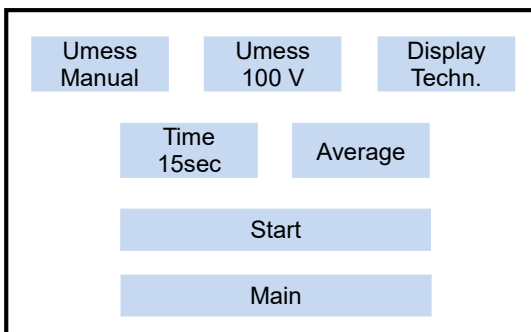 Umess
Manual
Umess
100 V
Display
Techn.
Time
15sec
Average
Start
Main